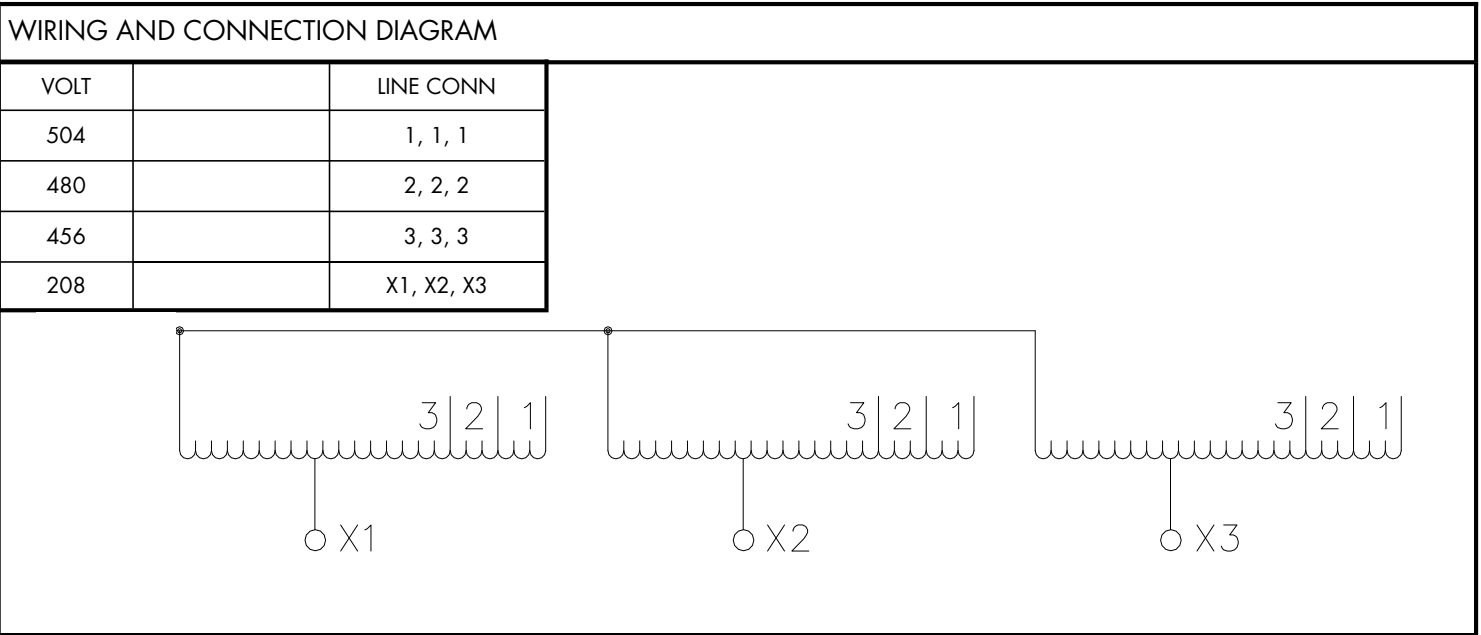 WIRING AND CONNECTION DIAGRAM
VOLT LINE CONN
504 1, 1, 1
480 2, 2, 2
456 3, 3, 3
208 X1, X2, X3
3 2 1 3 2 1 3 2 1
X1 X2 X3